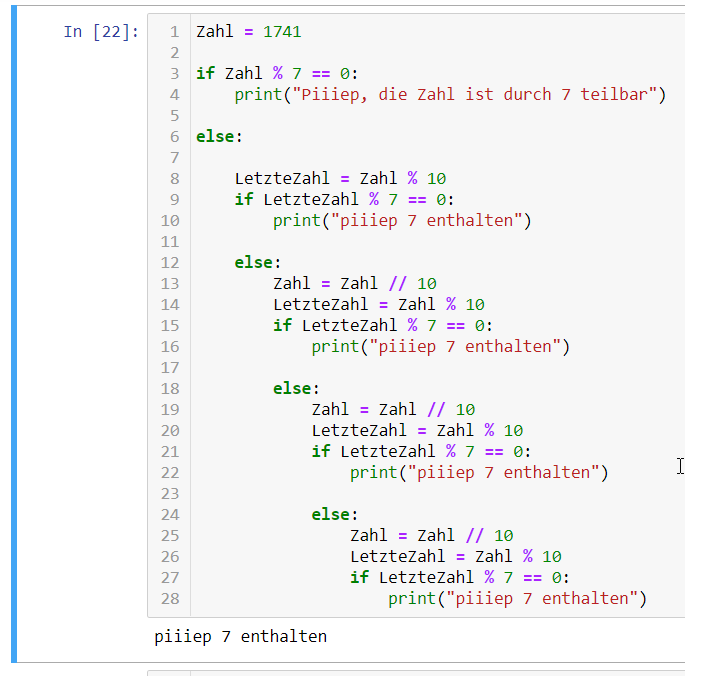 In [22]:
1 Zahl = 1741
2
3 if Zahl % 7 == 0:
4     print("Piiiep, die Zahl ist durch 7 teilbar")
5
6 else:
7
8     LetzteZahl = Zahl % 10
9     if LetzteZahl % 7 == 0:
10         print("piiiep 7 enthalten")
11
12     else:
13         Zahl = Zahl // 10
14         LetzteZahl = Zahl % 10
15         if LetzteZahl % 7 == 0:
16             print("piiiep 7 enthalten")
17
18         else:
19             Zahl = Zahl // 10
20             LetzteZahl = Zahl % 10
21             if LetzteZahl % 7 == 0:
22                 print("piiiep 7 enthalten")
23
24             else:
25                 Zahl = Zahl // 10
26                 LetzteZahl = Zahl % 10
27                 if LetzteZahl % 7 == 0:
28                     print("piiiep 7 enthalten")
piiiep 7 enthalten